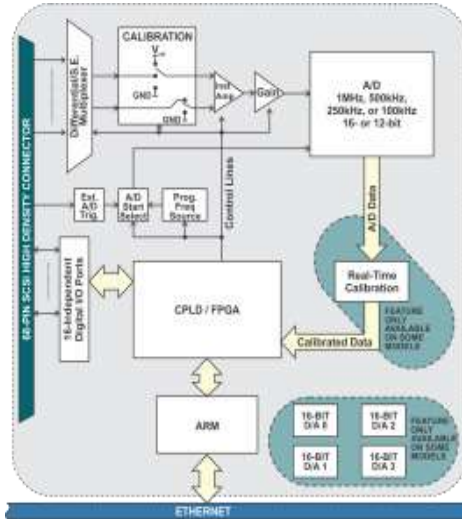 CALIBRATION
GND
GND
Differential/S.E.
Multiplexer
Inst
Amp
Gain
A/D
1MHz, 500kHz,
250kHz, or 100kHz
16- or 12-bit
68-PIN SCSI HIGH DENSITY CONNECTOR
Control Lines
A/D Data
Ext.
A/D
Trig.
A/D
Start
Select
Prog.
Freq
Source
16-Independent
Digital I/O Ports
CPLD / FPGA
Real-Time
Calibration
FEATURE
ONLY
AVAILABLE
ON SOME
MODELS
Calibrated Data
ARM
16-BIT
D/A 0
16-BIT
D/A 2
16-BIT
D/A 1
16-BIT
D/A 3
FEATURE
ONLY
AVAILABLE
ON SOME
MODELS
ETHERNET